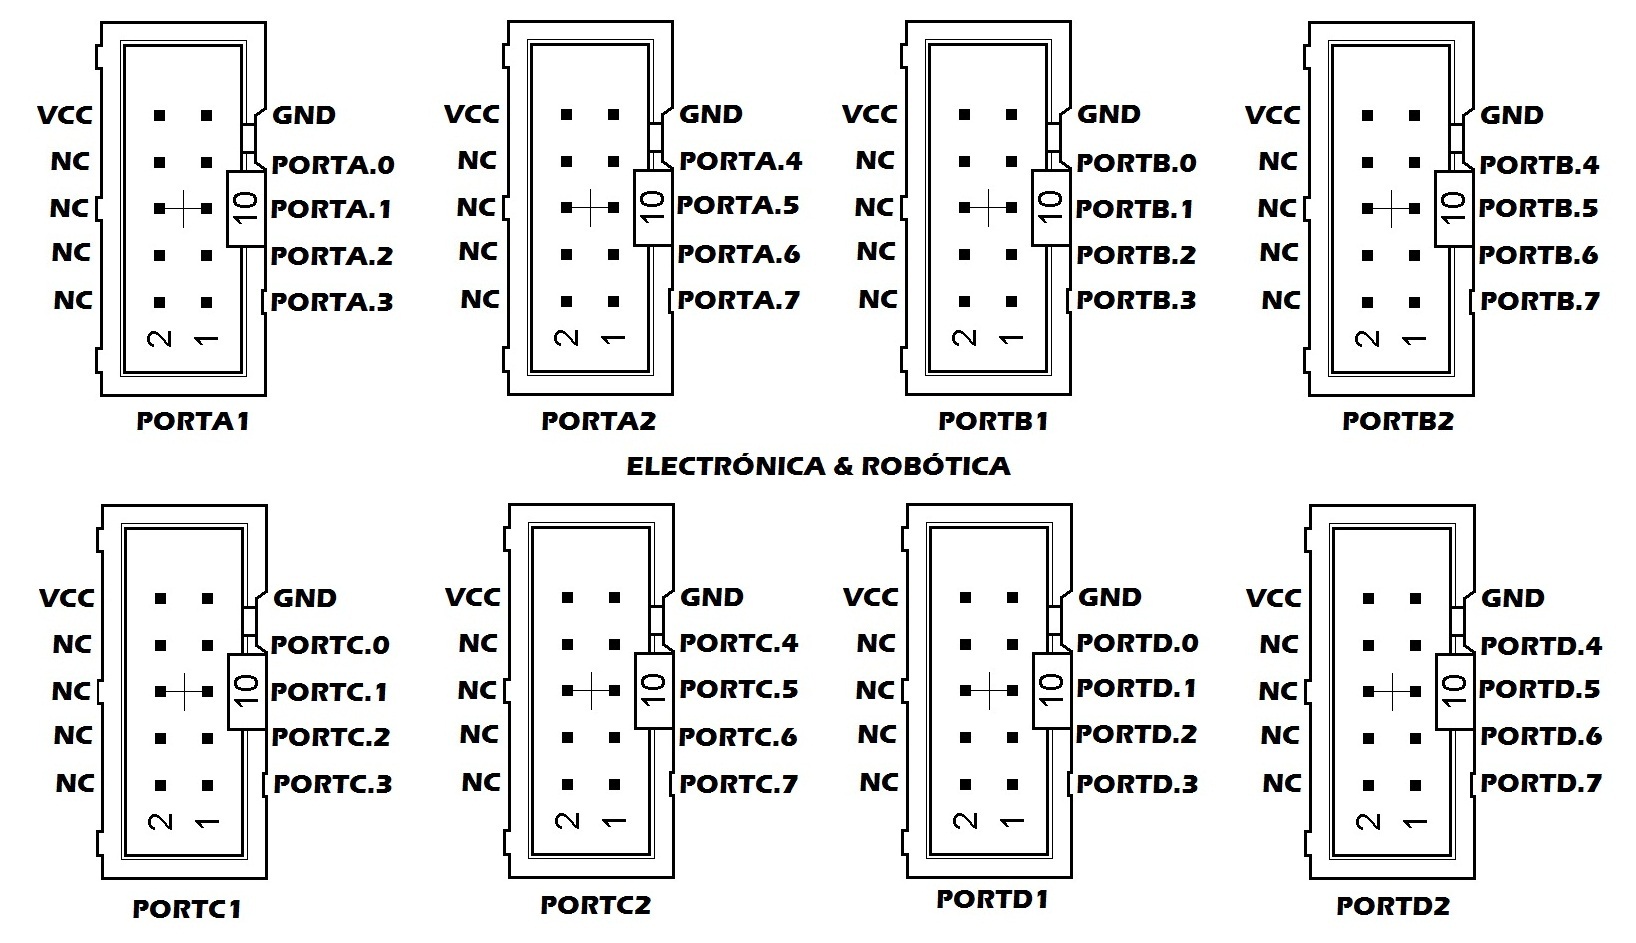 VCC GND VCC GND VCC GND VCC GND
NC PORTA.0 NC PORTA.4 NC PORTB.0 NC PORTB.4
NC 10 PORTA.1 NC 10 PORTA.5 NC 10 PORTB.1 NC 10 PORTB.5
NC PORTA.2 NC PORTA.6 NC PORTB.2 NC PORTB.6
NC PORTA.3 NC PORTA.7 NC PORTB.3 NC PORTB.7
2 1 2 1 2 1 2 1
PORTA1 PORTA2 PORTB1 PORTB2
ELECTRÓNICA & ROBÓTICA
VCC GND VCC GND VCC GND VCC GND
NC PORTC.0 NC PORTC.4 NC PORTD.0 NC PORTD.4
NC 10 PORTC.1 NC 10 PORTC.5 NC 10 PORTD.1 NC 10 PORTD.5
NC PORTC.2 NC PORTC.6 NC PORTD.2 NC PORTD.6
NC PORTC.3 NC PORTC.7 NC PORTD.3 NC PORTD.7
2 1 2 1 2 1 2 1
PORTC1 PORTC2 PORTD1 PORTD2